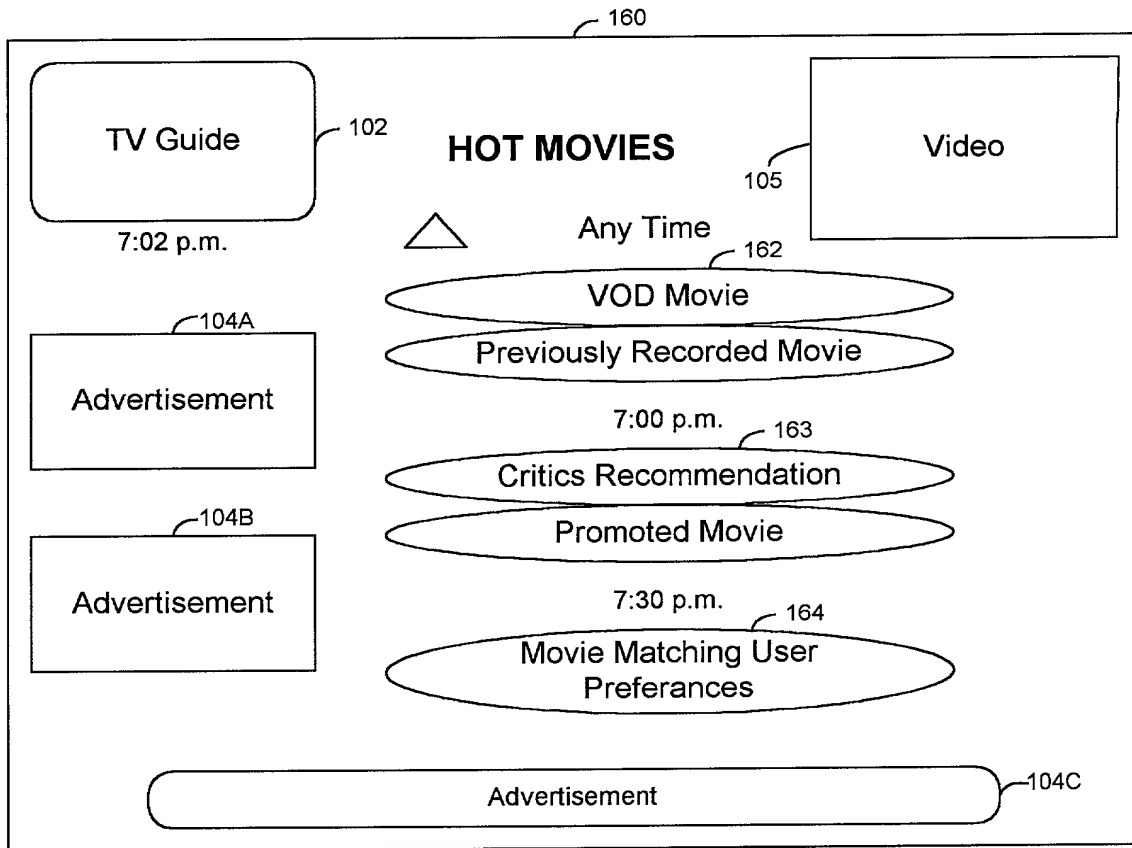 160
TV Guide
102
HOT MOVIES
Video
105
7:02 p.m.
Any Time
162
VOD Movie
Previously Recorded Movie
104A
Advertisement
7:00 p.m.
163
Critics Recommendation
Promoted Movie
104B
Advertisement
7:30 p.m.
164
Movie Matching User
Preferances
Advertisement
104C